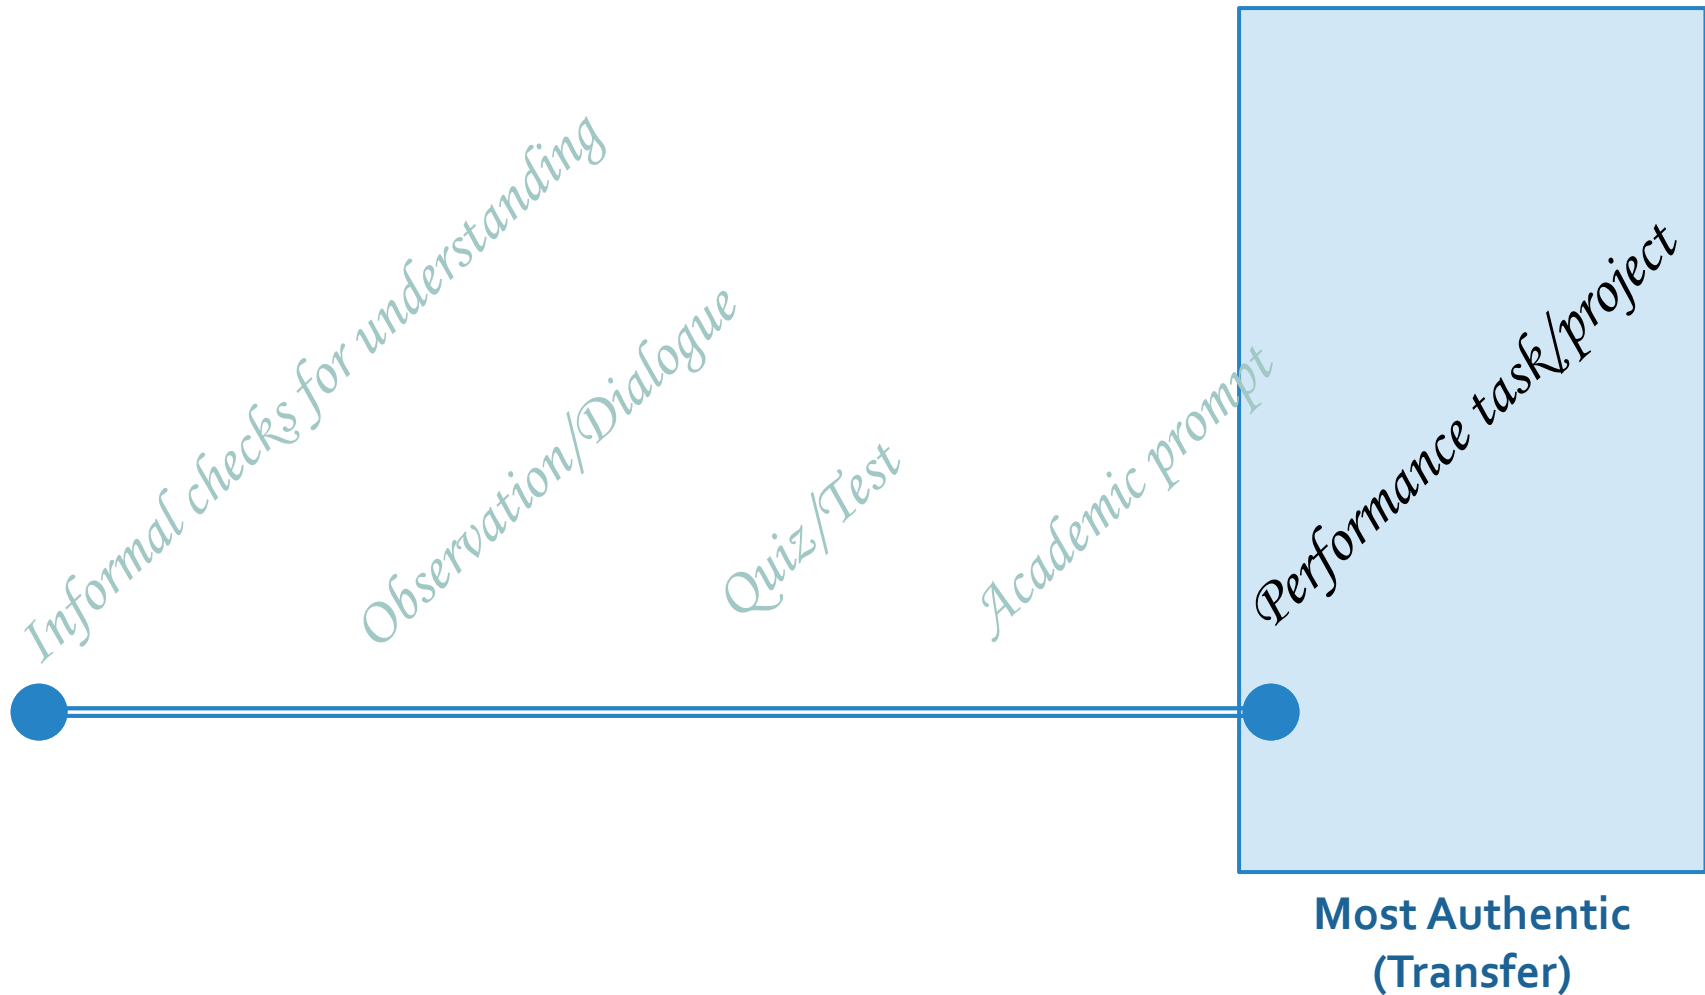 Informal checks for understanding
Observation/Dialogue
Quiz/Test
Academic prompt
Performance task/project
Most Authentic
(Transfer)